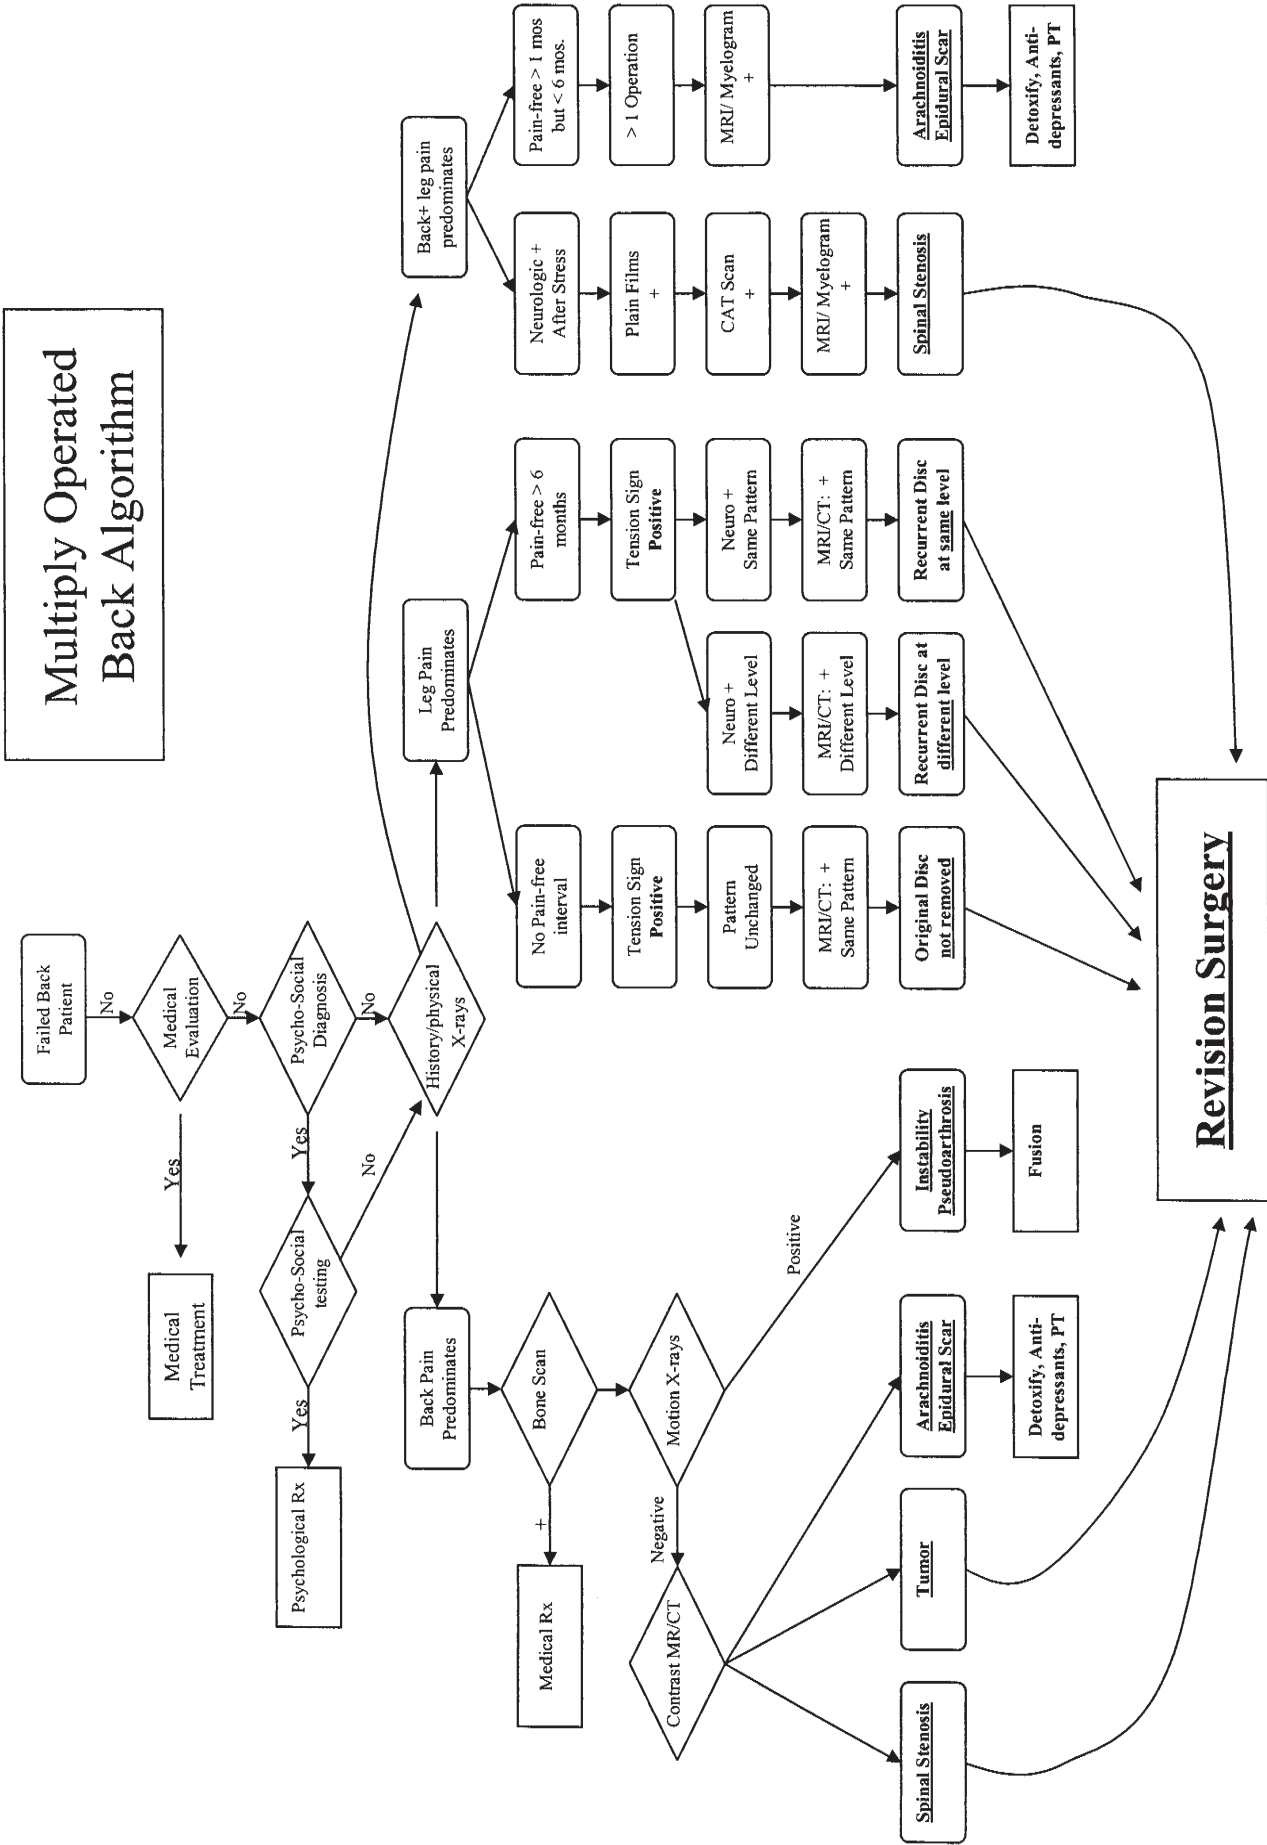 Multiply Operated
Back Algorithm
Failed Back
Patient
No
Medical
Evaluation
Yes
Medical
Treatment
No
Psycho-Social
Diagnosis
Yes
Psycho-Social
testing
Yes
Psychological Rx
No
No
History/physical
X-rays
Back Pain
Predominates
Leg Pain
Predominates
Back+ leg pain
predominates
Bone Scan
+
Medical Rx
Motion X-rays
Negative
Positive
Contrast MR/CT
Spinal Stenosis
Tumor
Arachnoiditis
Epidural Scar
Detoxify, Anti-
depressants, PT
Instability
Pseudoarthrosis
Fusion
No Pain-free
interval
Tension Sign
Positive
Pattern
Unchanged
MRI/CT: +
Same Pattern
Original Disc
not removed
Pain-free > 6
months
Tension Sign
Positive
Neuro +
Different Level
MRI/CT: +
Different Level
Recurrent Disc at
different level
Neuro +
Same Pattern
MRI/CT: +
Same Pattern
Recurrent Disc
at same level
Neurologic +
After Stress
Plain Films
+
CAT Scan
+
MRI/ Myelogram
+
Spinal Stenosis
Pain-free > 1 mos
but < 6 mos.
> 1 Operation
MRI/ Myelogram
+
Arachnoiditis
Epidural Scar
Detoxify, Anti-
depressants, PT
Revision Surgery